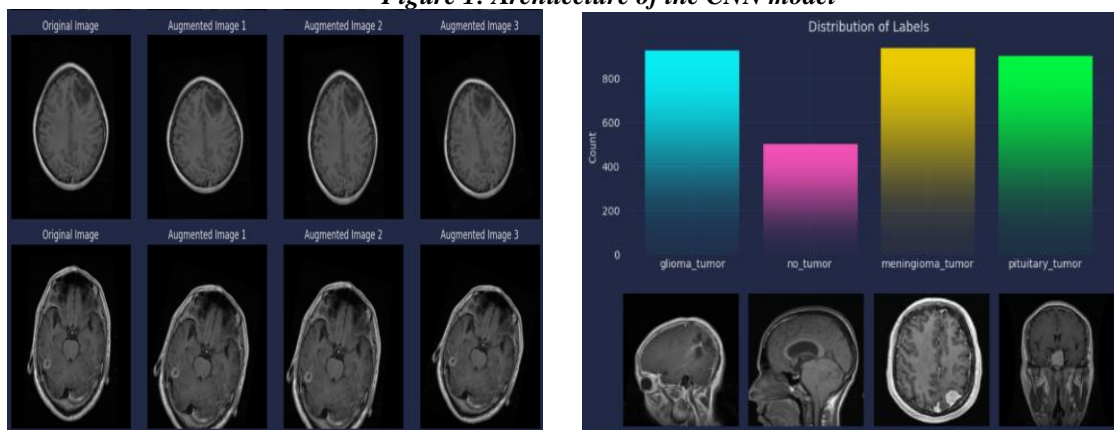 Figure 1: Architecture of the CNN model
Original Image Augmented Image 1 Augmented Image 2 Augmented Image 3
Original Image Augmented Image 1 Augmented Image 2 Augmented Image 3
Distribution of Labels
Count
800
600
400
200
0
glioma_tumor no_tumor meningioma_tumor pituitary_tumor